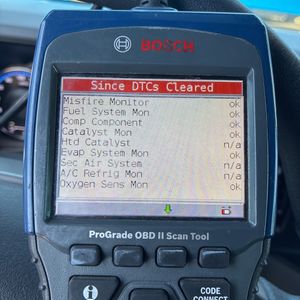 BOSCH
Since DTCs Cleared
Misfire Monitor ok
Fuel System Mon ok
Comp Component ok
Catalyst Mon ok
Htd Catalyst n/a
Evap System Mon ok
Sec Air System n/a
A/C Refrig Mon n/a
Oxygen Sens Mon ok
ProGrade OBD II Scan Tool
i
CODE
CONNECT